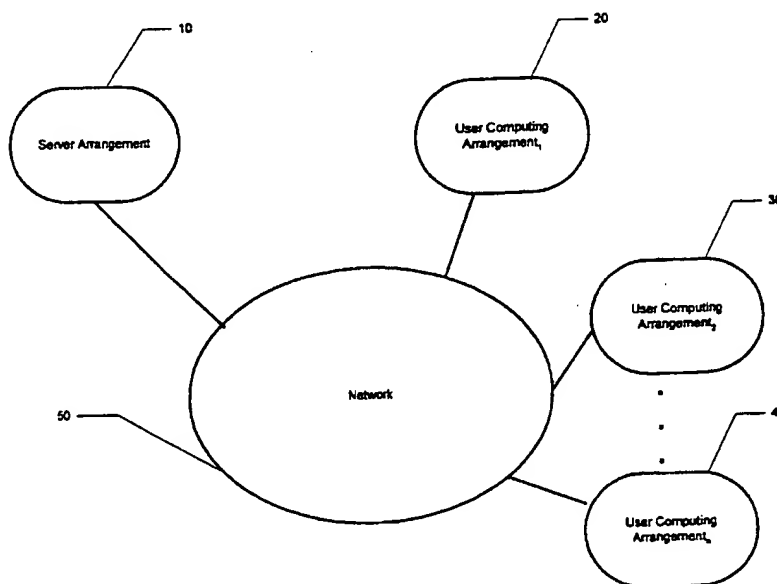 10
Server Arrangement
20
User Computing
Arrangement₁
User Computing
Arrangement₂
Network
50
User Computing
Arrangementₙ